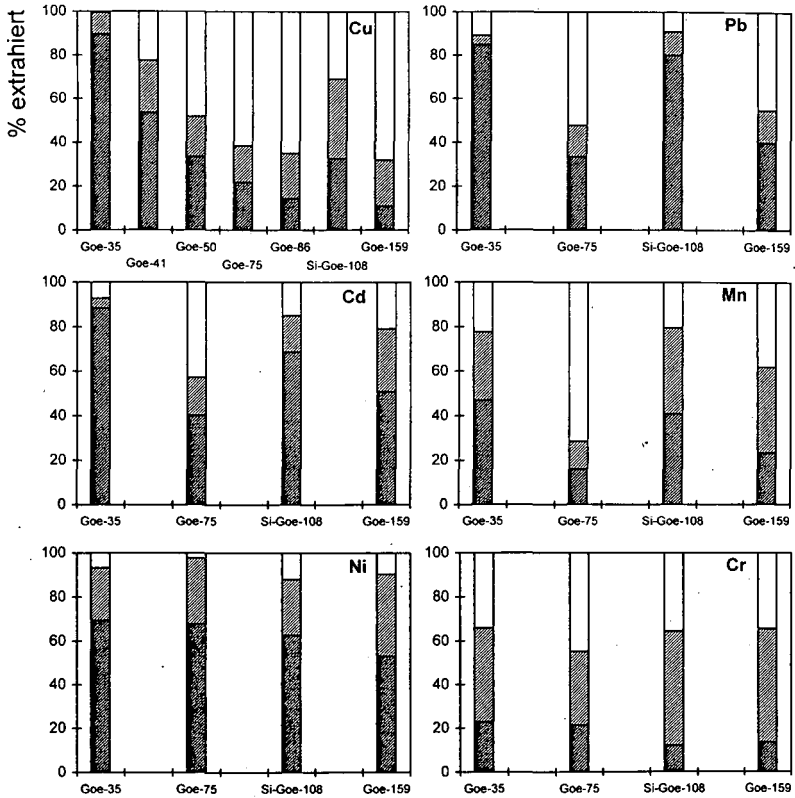 % extrahiert
100
80
60
40
20
0
Cu
Goe-35
Goe-41
Goe-50
Goe-75
Goe-86
Si-Goe-108
Goe-159
100
80
60
40
20
0
Pb
Goe-35
Goe-75
Si-Goe-108
Goe-159
100
80
60
40
20
0
Cd
Goe-35
Goe-75
Si-Goe-108
Goe-159
100
80
60
40
20
0
Mn
Goe-35
Goe-75
Si-Goe-108
Goe-159
100
80
60
40
20
0
Ni
Goe-35
Goe-75
Si-Goe-108
Goe-159
100
80
60
40
20
0
Cr
Goe-35
Goe-75
Si-Goe-108
Goe-159